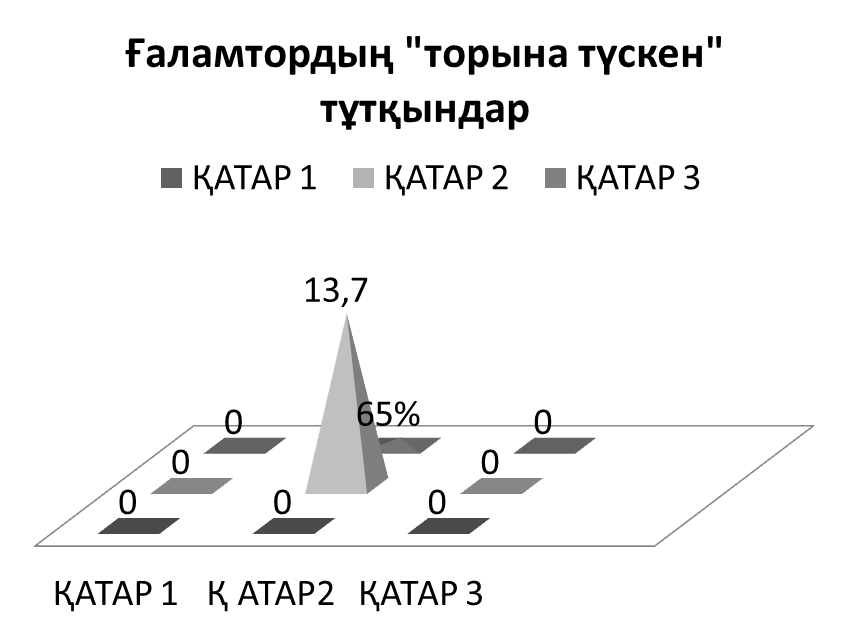 Ғаламтордың "торына түскен"
тұтқындар
ҚАТАР 1 ҚАТАР 2 ҚАТАР 3
13,7
0 65% 0
0 0
0 0 0
ҚАТАР 1 Қ АТАР2 ҚАТАР 3